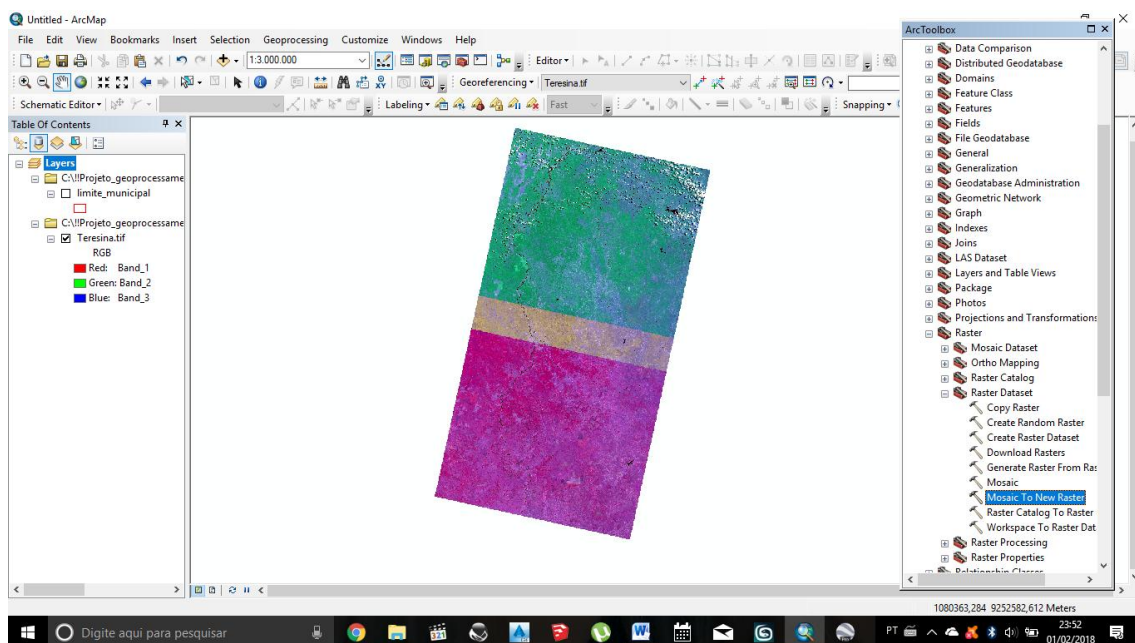 Untitled - ArcMap
File Edit View Bookmarks Insert Selection Geoprocessing Customize Windows Help
1:3.000.000 Editor
Georeferencing Teresina.tif
Schematic Editor Labeling Fast Snapping
Table Of Contents
Layers
C:\!!Projeto_geoprocessame
limite_municipal
C:\!!Projeto_geoprocessame
Teresina.tif
RGB
Red: Band_1
Green: Band_2
Blue: Band_3
ArcToolbox
Data Comparison
Distributed Geodatabase
Domains
Feature Class
Features
Fields
File Geodatabase
General
Generalization
Geodatabase Administration
Geometric Network
Graph
Indexes
Joins
LAS Dataset
Layers and Table Views
Package
Photos
Projections and Transformations
Raster
Mosaic Dataset
Ortho Mapping
Raster Catalog
Raster Dataset
Copy Raster
Create Random Raster
Create Raster Dataset
Download Rasters
Generate Raster From Ras
Mosaic
Mosaic To New Raster
Raster Catalog To Raster
Workspace To Raster Dat
Raster Processing
Raster Properties
Relationship Classes
1080363,284 9252582,612 Meters
Digite aqui para pesquisar
321
PT
23:52
01/02/2018